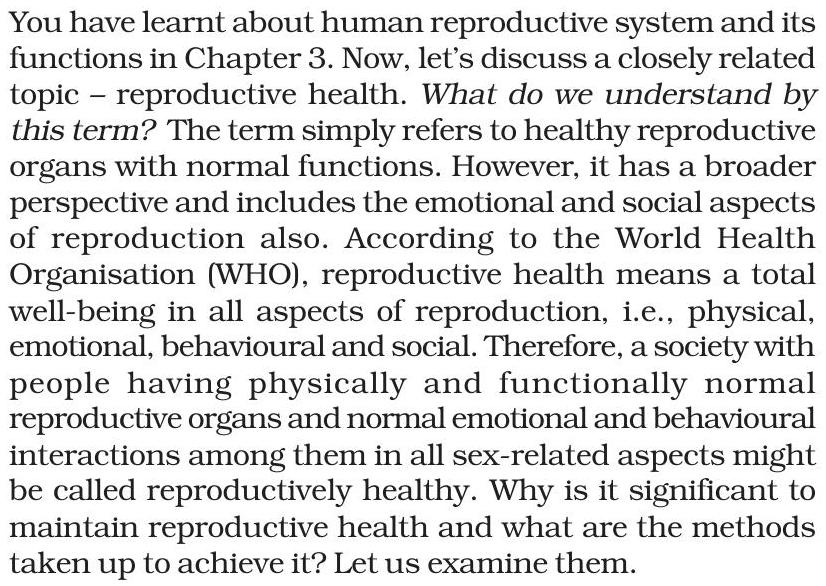 You have learnt about human reproductive system and its
functions in Chapter 3. Now, let’s discuss a closely related
topic – reproductive health. What do we understand by
this term? The term simply refers to healthy reproductive
organs with normal functions. However, it has a broader
perspective and includes the emotional and social aspects
of reproduction also. According to the World Health
Organisation (WHO), reproductive health means a total
well-being in all aspects of reproduction, i.e., physical,
emotional, behavioural and social. Therefore, a society with
people having physically and functionally normal
reproductive organs and normal emotional and behavioural
interactions among them in all sex-related aspects might
be called reproductively healthy. Why is it significant to
maintain reproductive health and what are the methods
taken up to achieve it? Let us examine them.